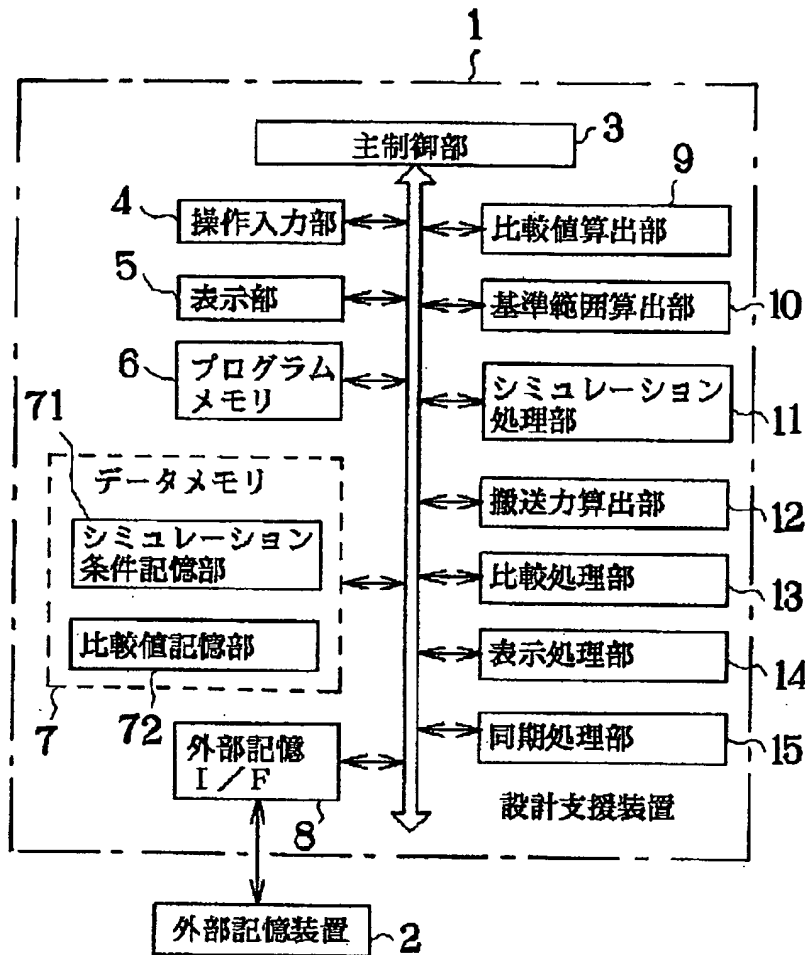 1
主制御部
3
4
操作入力部
9
比較値算出部
5
表示部
基準範囲算出部
10
6
プログラム
メモリ
シミュレーション
処理部
11
71
データメモリ
シミュレーション
条件記憶部
搬送力算出部
12
比較処理部
13
比較値記憶部
表示処理部
14
7
72
外部記憶
I/F
8
同期処理部
15
設計支援装置
外部記憶装置
2